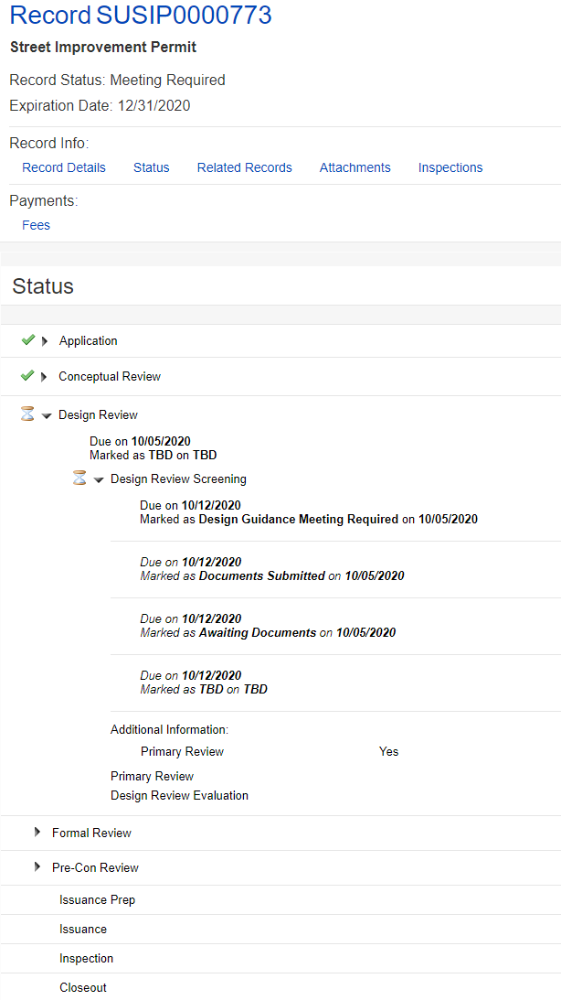 Record SUSIP0000773
Street Improvement Permit
Record Status: Meeting Required
Expiration Date: 12/31/2020
Record Info:
Record Details Status Related Records Attachments Inspections
Payments:
Fees
Status
Application
Conceptual Review
Design Review
Due on 10/05/2020
Marked as TBD on TBD
Design Review Screening
Due on 10/12/2020
Marked as Design Guidance Meeting Required on 10/05/2020
Due on 10/12/2020
Marked as Documents Submitted on 10/05/2020
Due on 10/12/2020
Marked as Awaiting Documents on 10/05/2020
Due on 10/12/2020
Marked as TBD on TBD
Additional Information:
Primary Review Yes
Primary Review
Design Review Evaluation
Formal Review
Pre-Con Review
Issuance Prep
Issuance
Inspection
Closeout